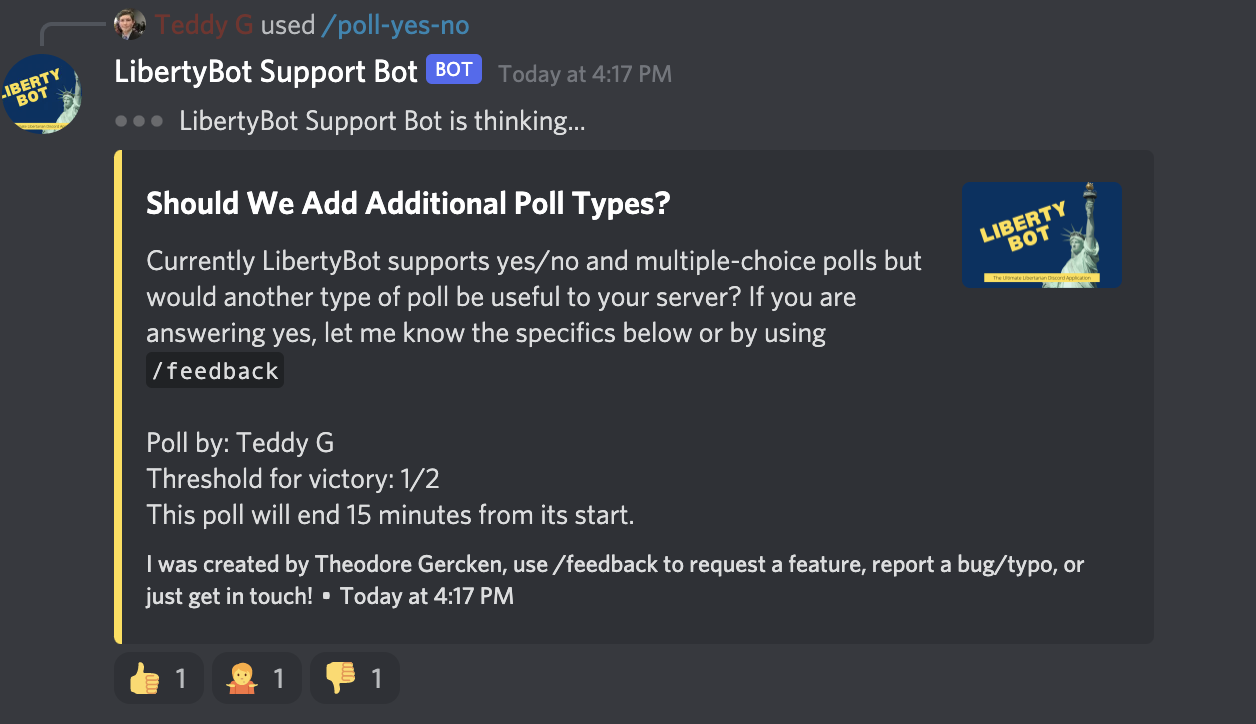 Teddy G used /poll-yes-no
LibertyBot Support Bot BOT Today at 4:17 PM
LIBERTY
BOT
LibertyBot Support Bot is thinking...
Should We Add Additional Poll Types?
LIBERTY
BOT
The Ultimate Libertarian Discord Application
Currently LibertyBot supports yes/no and multiple-choice polls but
would another type of poll be useful to your server? If you are
answering yes, let me know the specifics below or by using
/feedback
Poll by: Teddy G
Threshold for victory: 1/2
This poll will end 15 minutes from its start.
I was created by Theodore Gercken, use /feedback to request a feature, report a bug/typo, or
just get in touch! • Today at 4:17 PM
1 1 1